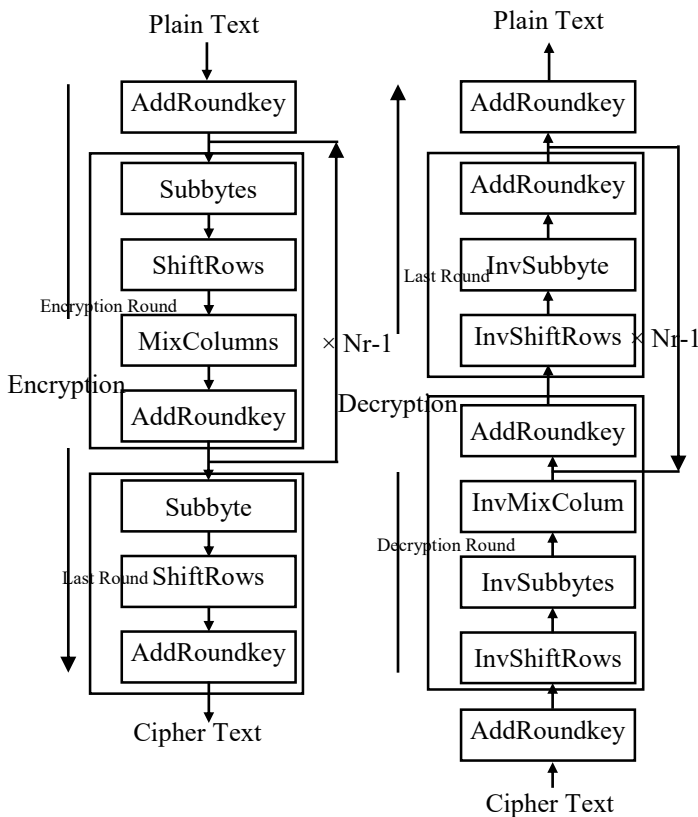 Plain Text
AddRoundkey
Subbytes
ShiftRows
Encryption Round
MixColumns
× Nr-1
Encryption
AddRoundkey
Subbyte
Last Round
ShiftRows
AddRoundkey
Cipher Text
Plain Text
AddRoundkey
AddRoundkey
InvSubbyte
Last Round
InvShiftRows
× Nr-1
Decryption
AddRoundkey
InvMixColum
Decryption Round
InvSubbytes
InvShiftRows
AddRoundkey
Cipher Text